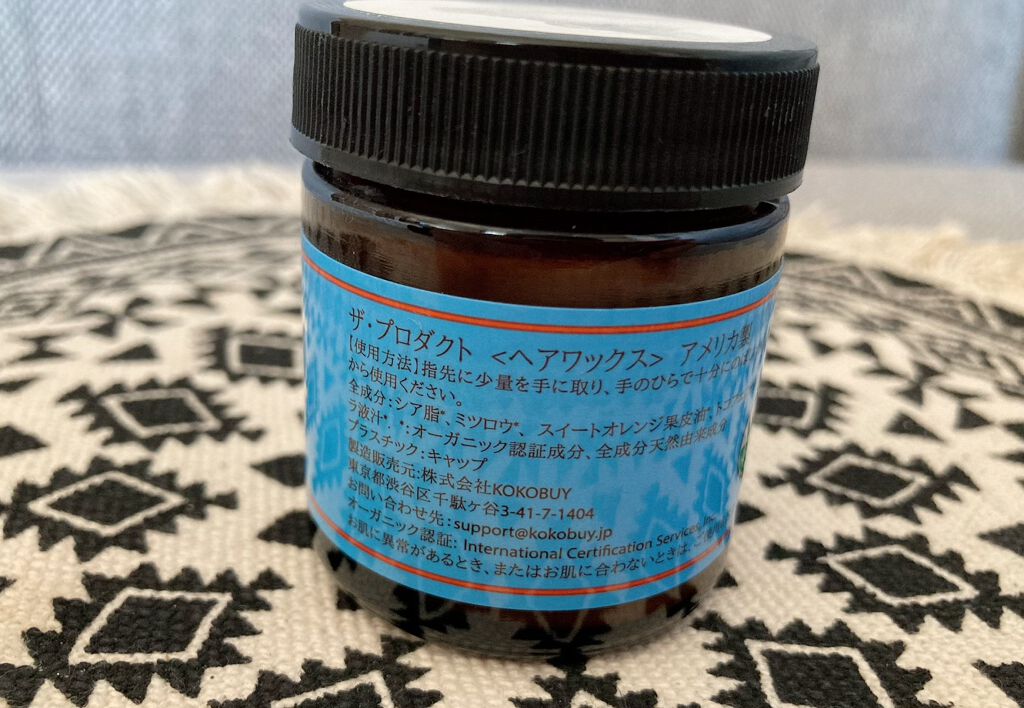 ザ・プロダクト <ヘアワックス> アメリカ製
【使用方法】指先に少量を手に取り、手のひらで十分にのば
から使用ください。
全成分:シア脂*、ミツロウ*、スイートオレンジ果皮油*、トコフ
ラ液汁*. *:オーガニック認証成分、全成分天然由来成分
プラスチック:キャップ
製造販売元:株式会社KOKOBUY
東京都渋谷区千駄ヶ谷3-41-7-1404
お問い合わせ先:support@kokobuy.jp
オーガニック認証: International Certification Services, Inc.
お肌に異常があるとき、またはお肌に合わないときは、ご使用